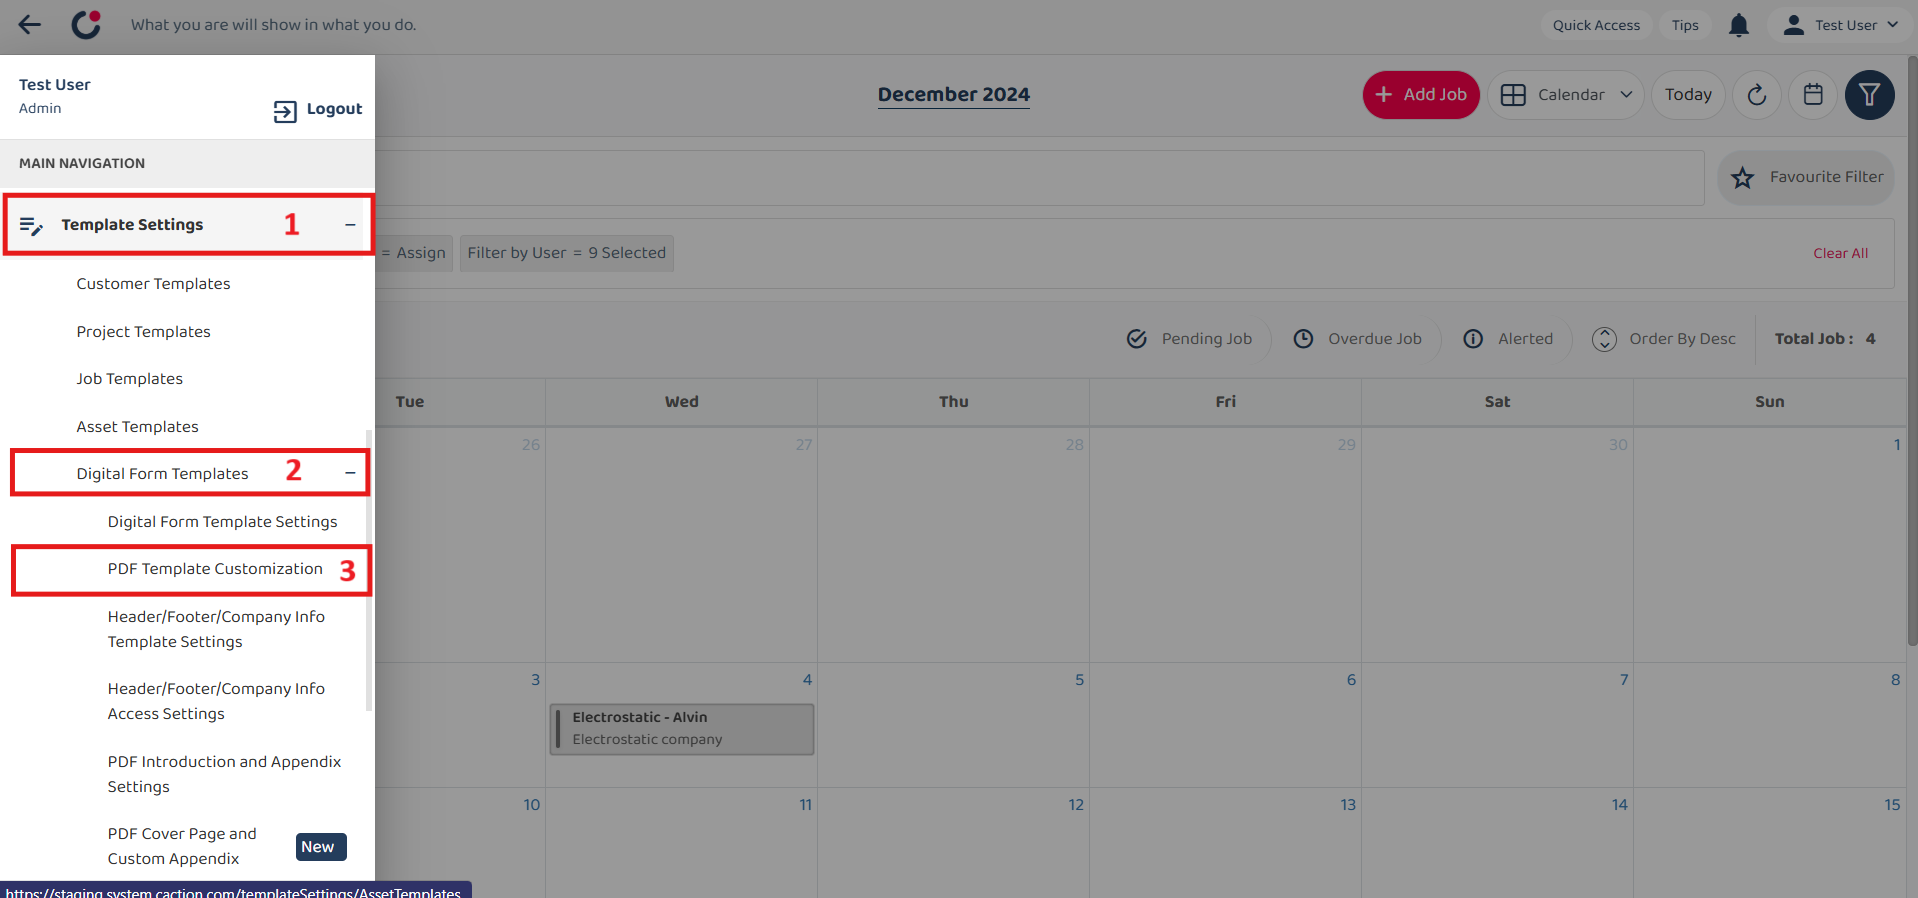 What you are will show in what you do.
Quick Access
Tips
Test User
Test User
Admin
Logout
MAIN NAVIGATION
Template Settings 1
Customer Templates
Project Templates
Job Templates
Asset Templates
Digital Form Templates 2
Digital Form Template Settings
PDF Template Customization 3
Header/Footer/Company Info
Template Settings
Header/Footer/Company Info
Access Settings
PDF Introduction and Appendix
Settings
PDF Cover Page and
Custom Appendix
New
https://staging.system.caction.com/templateSettings/AssetTemplates
December 2024
+ Add Job
Calendar
Today
Favourite Filter
= Assign
Filter by User = 9 Selected
Clear All
Pending Job
Overdue Job
Alerted
Order By Desc
Total Job : 4
Tue Wed Thu Fri Sat Sun
26 27 28 29 30 1
3 4 5 6 7 8
Electrostatic - Alvin
Electrostatic company
10 11 12 13 14 15